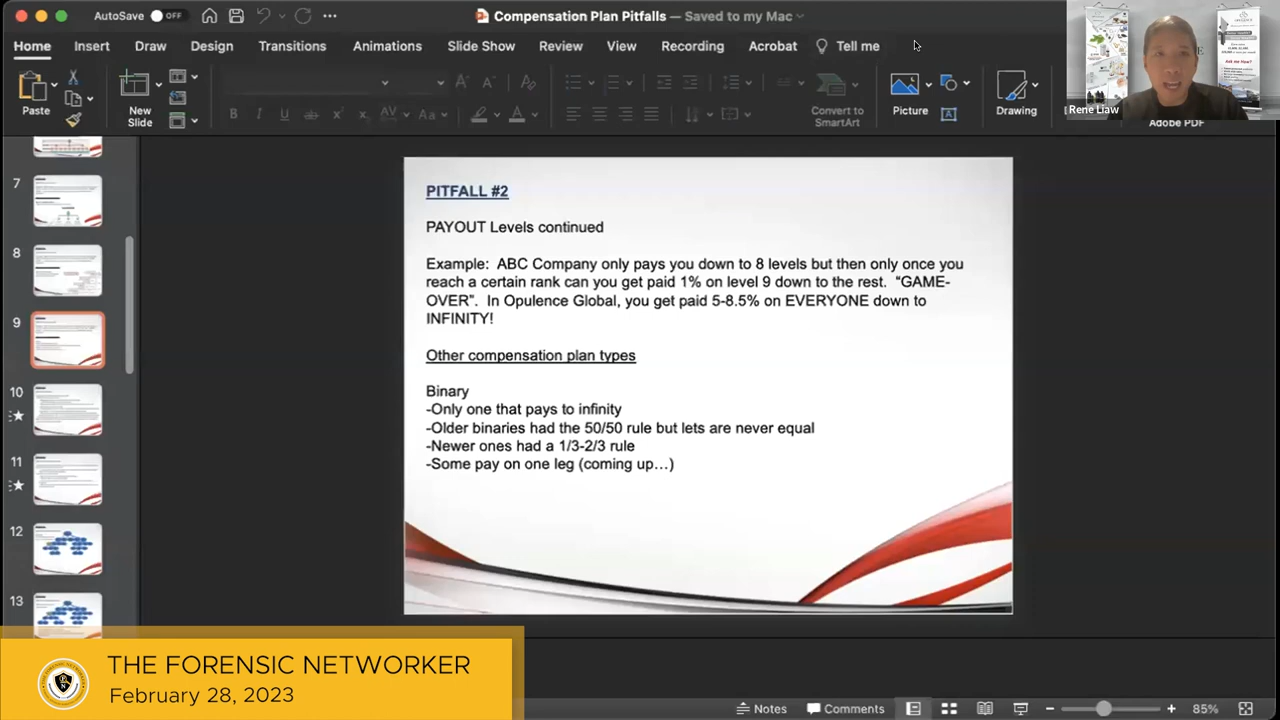 AutoSave OFF
Compensation Plan Pitfalls — Saved to my Mac
Home Insert Draw Design Transitions Animations Slide Show Review View Recording Acrobat Tell me
Rene Liaw
Paste
New
Slide
B I U ab
Aa
Convert to
SmartArt
Picture
Drawing
Adobe PDF
7
8
9
10
11
12
13
PITFALL #2
PAYOUT Levels continued
Example: ABC Company only pays you down to 8 levels but then only once you
reach a certain rank can you get paid 1% on level 9 down to the rest. “GAME-
OVER”. In Opulence Global, you get paid 5-8.5% on EVERYONE down to
INFINITY!
Other compensation plan types
Binary
-Only one that pays to infinity
-Older binaries had the 50/50 rule but lets are never equal
-Newer ones had a 1/3-2/3 rule
-Some pay on one leg (coming up…)
THE FORENSIC NETWORKER
February 28, 2023
Notes Comments 85%